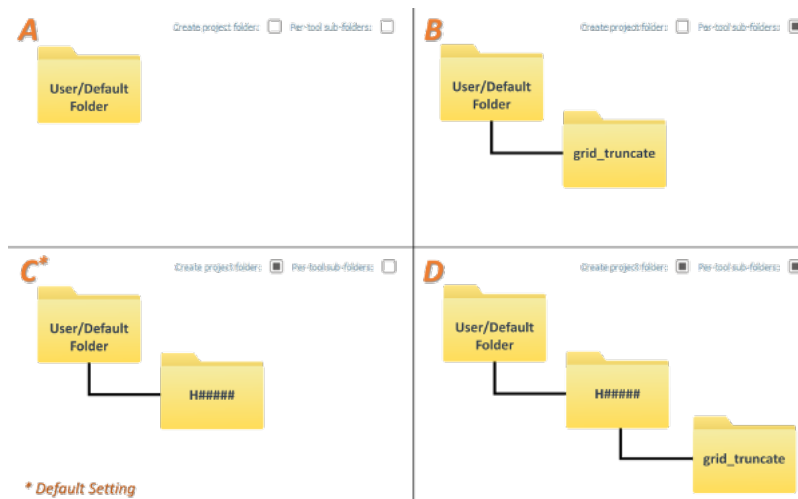 A
Create project folder: Per-tool sub-folders:
User/Default
Folder
B
Create project folder: Per-tool sub-folders:
User/Default
Folder
grid_truncate
C*
Create project folder: Per-tool sub-folders:
User/Default
Folder
H#####
* Default Setting
D
Create project folder: Per-tool sub-folders:
User/Default
Folder
H#####
grid_truncate